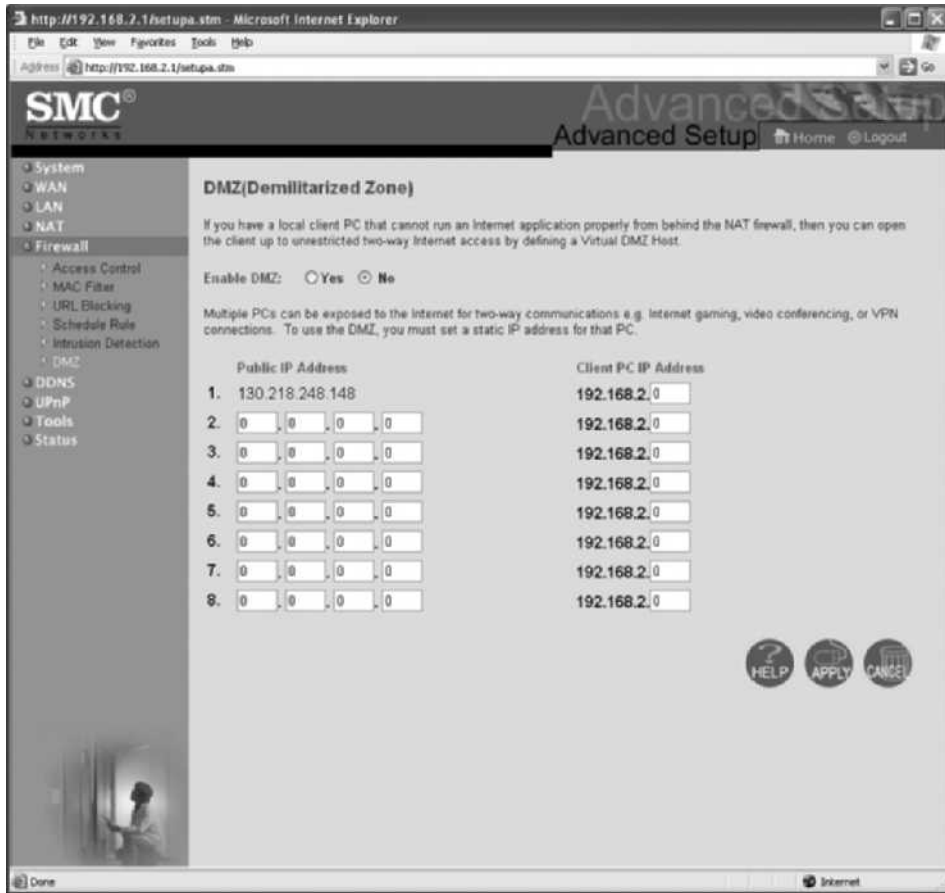 http://192.168.2.1/setupa.stm - Microsoft Internet Explorer
File Edit View Favorites Tools Help
Address http://192.168.2.1/setupa.stm Go
SMC®
Networks
Advanced Setup
Advanced Setup
Home Logout
System
WAN
LAN
NAT
Firewall
Access Control
MAC Filter
URL Blocking
Schedule Rule
Intrusion Detection
DMZ
DDNS
UPnP
Tools
Status
DMZ(Demilitarized Zone)
If you have a local client PC that cannot run an Internet application properly from behind the NAT firewall, then you can open
the client up to unrestricted two-way Internet access by defining a Virtual DMZ Host.
Enable DMZ: Yes No
Multiple PCs can be exposed to the Internet for two-way communications e.g. Internet gaming, video conferencing, or VPN
connections. To use the DMZ, you must set a static IP address for that PC.
Public IP Address Client PC IP Address
1. 130.218.248.148 192.168.2.0
2. 0.0.0.0 192.168.2.0
3. 0.0.0.0 192.168.2.0
4. 0.0.0.0 192.168.2.0
5. 0.0.0.0 192.168.2.0
6. 0.0.0.0 192.168.2.0
7. 0.0.0.0 192.168.2.0
8. 0.0.0.0 192.168.2.0
HELP APPLY CANCEL
Done Internet